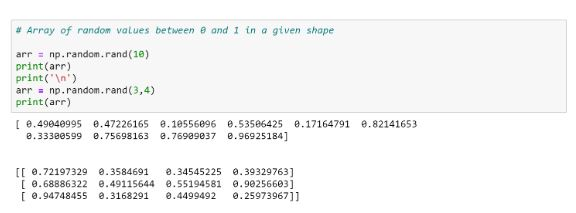 # Array of random values between 0 and 1 in a given shape
arr = np.random.rand(10)
print(arr)
print('\n')
arr = np.random.rand(3,4)
print(arr)
[ 0.49040995 0.47226165 0.10556096 0.53506425 0.17164791 0.82141653
0.33300599 0.75698163 0.76909037 0.96925184]
[[ 0.72197329 0.3584691 0.34545225 0.39329763]
[ 0.68886322 0.49115644 0.55194581 0.90256603]
[ 0.94748455 0.3168291 0.4499492 0.25973967]]